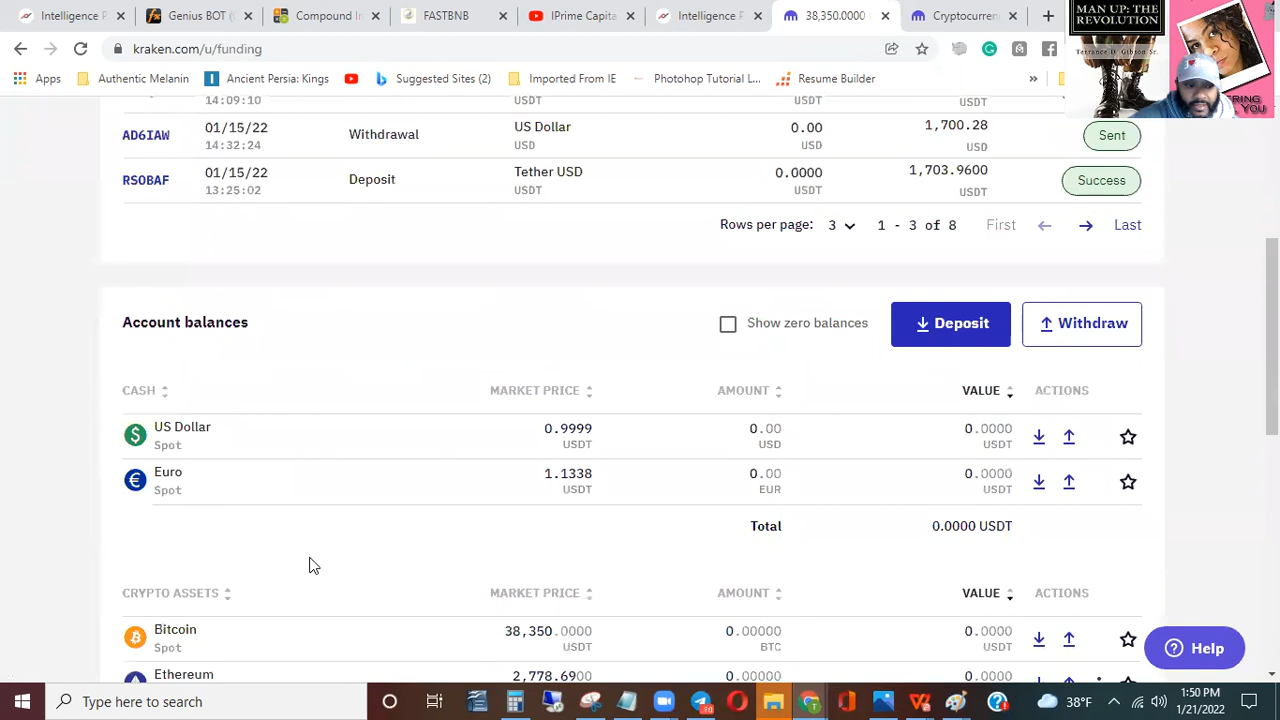 Intelligence P
Genius BOT (
Compound In
FASTBNB
IPrime Capita
Intelligence F
38,350.0000
Cryptocurren
MAN UP: THE
REVOLUTION
Terrance D. Gibson Sr.
kraken.com/u/funding
Apps
Authentic Melanin
Ancient Persia: Kings
Suggested Sites (2)
Imported From IE
Photohop Tutorial L...
Resume Builder
»
RING
YOU
14:09:10 USDT USDT
AD6IAW 01/15/22 Withdrawal US Dollar 0.00 1,700.28 Sent
14:32:24 USD USD
RSOBAF 01/15/22 Deposit Tether USD 0.0000 1,703.9600 Success
13:25:02 USDT USDT USDT
Rows per page: 3 1 - 3 of 8 First Last
Account balances Show zero balances Deposit Withdraw
CASH MARKET PRICE AMOUNT VALUE ACTIONS
US Dollar 0.9999 0.00 0.0000
Spot USDT USD USDT
Euro 1.1338 0.00 0.0000
Spot USDT EUR USDT
Total 0.0000 USDT
CRYPTO ASSETS MARKET PRICE AMOUNT VALUE ACTIONS
Bitcoin 38,350.0000 0.00000 0.0000
Spot USDT BTC USDT
Ethereum 2,778.6900
Help
Type here to search
38°F
1:50 PM
1/21/2022